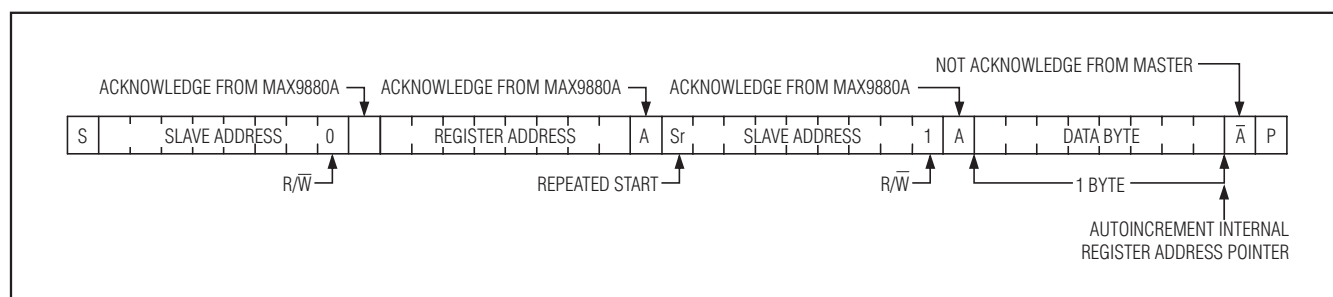 NOT ACKNOWLEDGE FROM MASTER
ACKNOWLEDGE FROM MAX9880A ACKNOWLEDGE FROM MAX9880A ACKNOWLEDGE FROM MAX9880A
S SLAVE ADDRESS 0 REGISTER ADDRESS A Sr SLAVE ADDRESS 1 A DATA BYTE A̅ P
R/W̅ REPEATED START R/W̅ 1 BYTE
AUTOINCREMENT INTERNAL
REGISTER ADDRESS POINTER